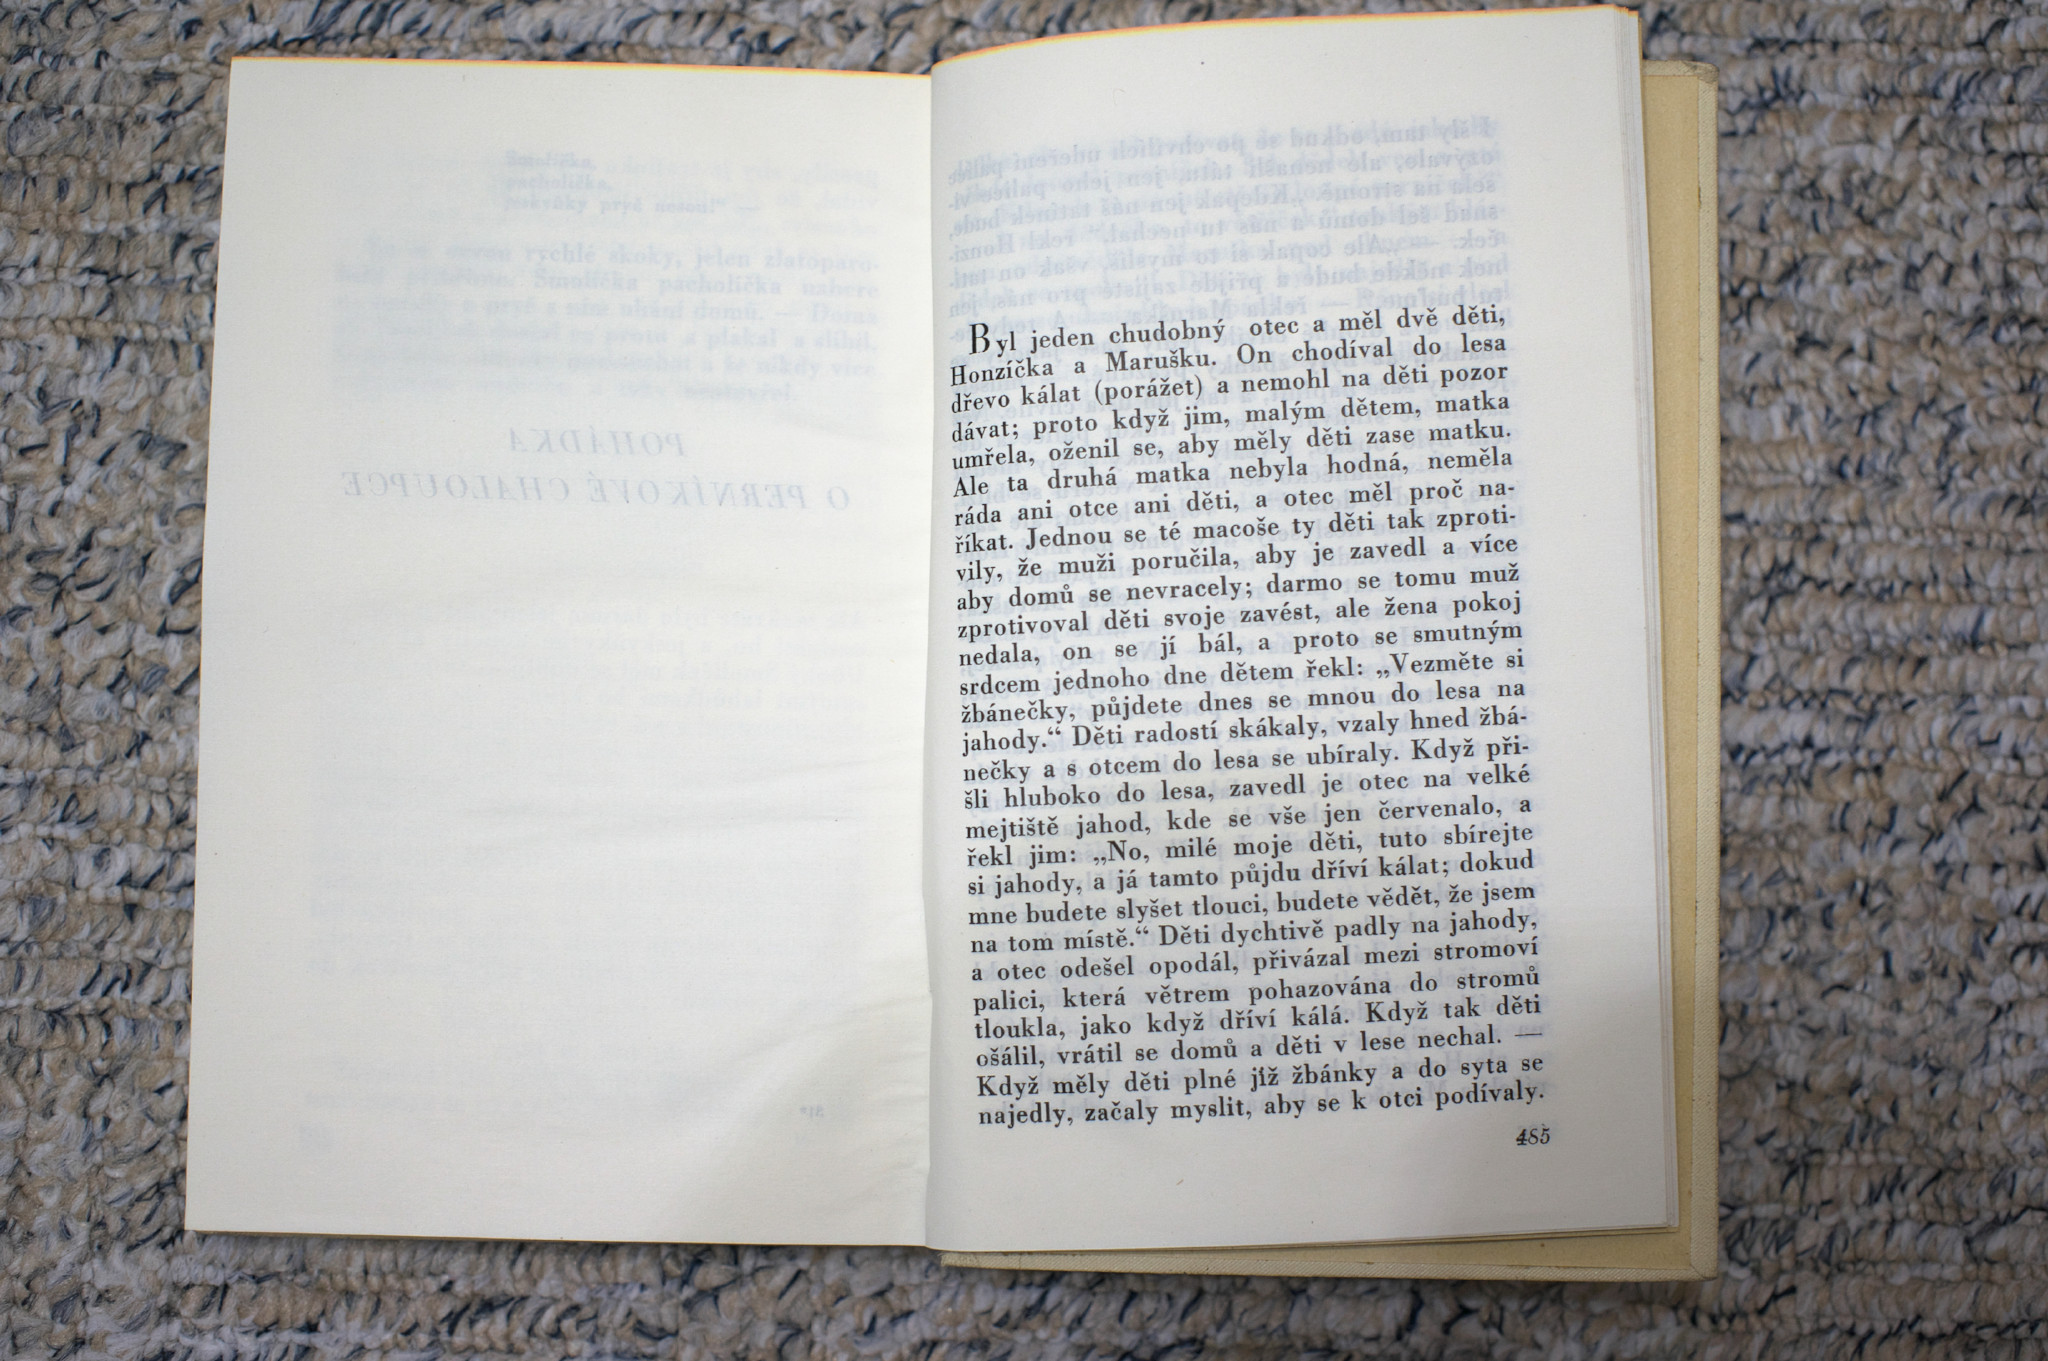 Byl jeden chudobný otec a měl dvě děti,
Honzíčka a Marušku. On chodíval do lesa
dřevo kálat (porážet) a nemohl na děti pozor
dávat; proto když jim, malým dětem, matka
umřela, oženil se, aby měly děti zase matku.
Ale ta druhá matka nebyla hodná, neměla
ráda ani otce ani děti, a otec měl proč na-
říkat. Jednou se té macoše ty děti tak zproti-
vily, že muži poručila, aby je zavedl a více
aby domů se nevracely; darmo se tomu muž
zprotivoval děti svoje zavést, ale žena pokoj
nedala, on se jí bál, a proto se smutným
srdcem jednoho dne dětem řekl: „Vezměte si
žbánečky, půjdete dnes se mnou do lesa na
jahody.“ Děti radostí skákaly, vzaly hned žbá-
nečky a s otcem do lesa se ubíraly. Když při-
šli hluboko do lesa, zavedl je otec na velké
mejtiště jahod, kde se vše jen červenalo, a
řekl jim: „No, milé moje děti, tuto sbírejte
si jahody, a já tamto půjdu dříví kálat; dokud
mne budete slyšet tlouci, budete vědět, že jsem
na tom místě.“ Děti dychtivě padly na jahody,
a otec odešel opodál, přivázal mezi stromoví
palici, která větrem pohazována do stromů
tloukla, jako když dříví kálá. Když tak děti
ošálil, vrátil se domů a děti v lese nechal. —
Když měly děti plné již žbánky a do syta se
najedly, začaly myslit, aby se k otci podívaly.
485